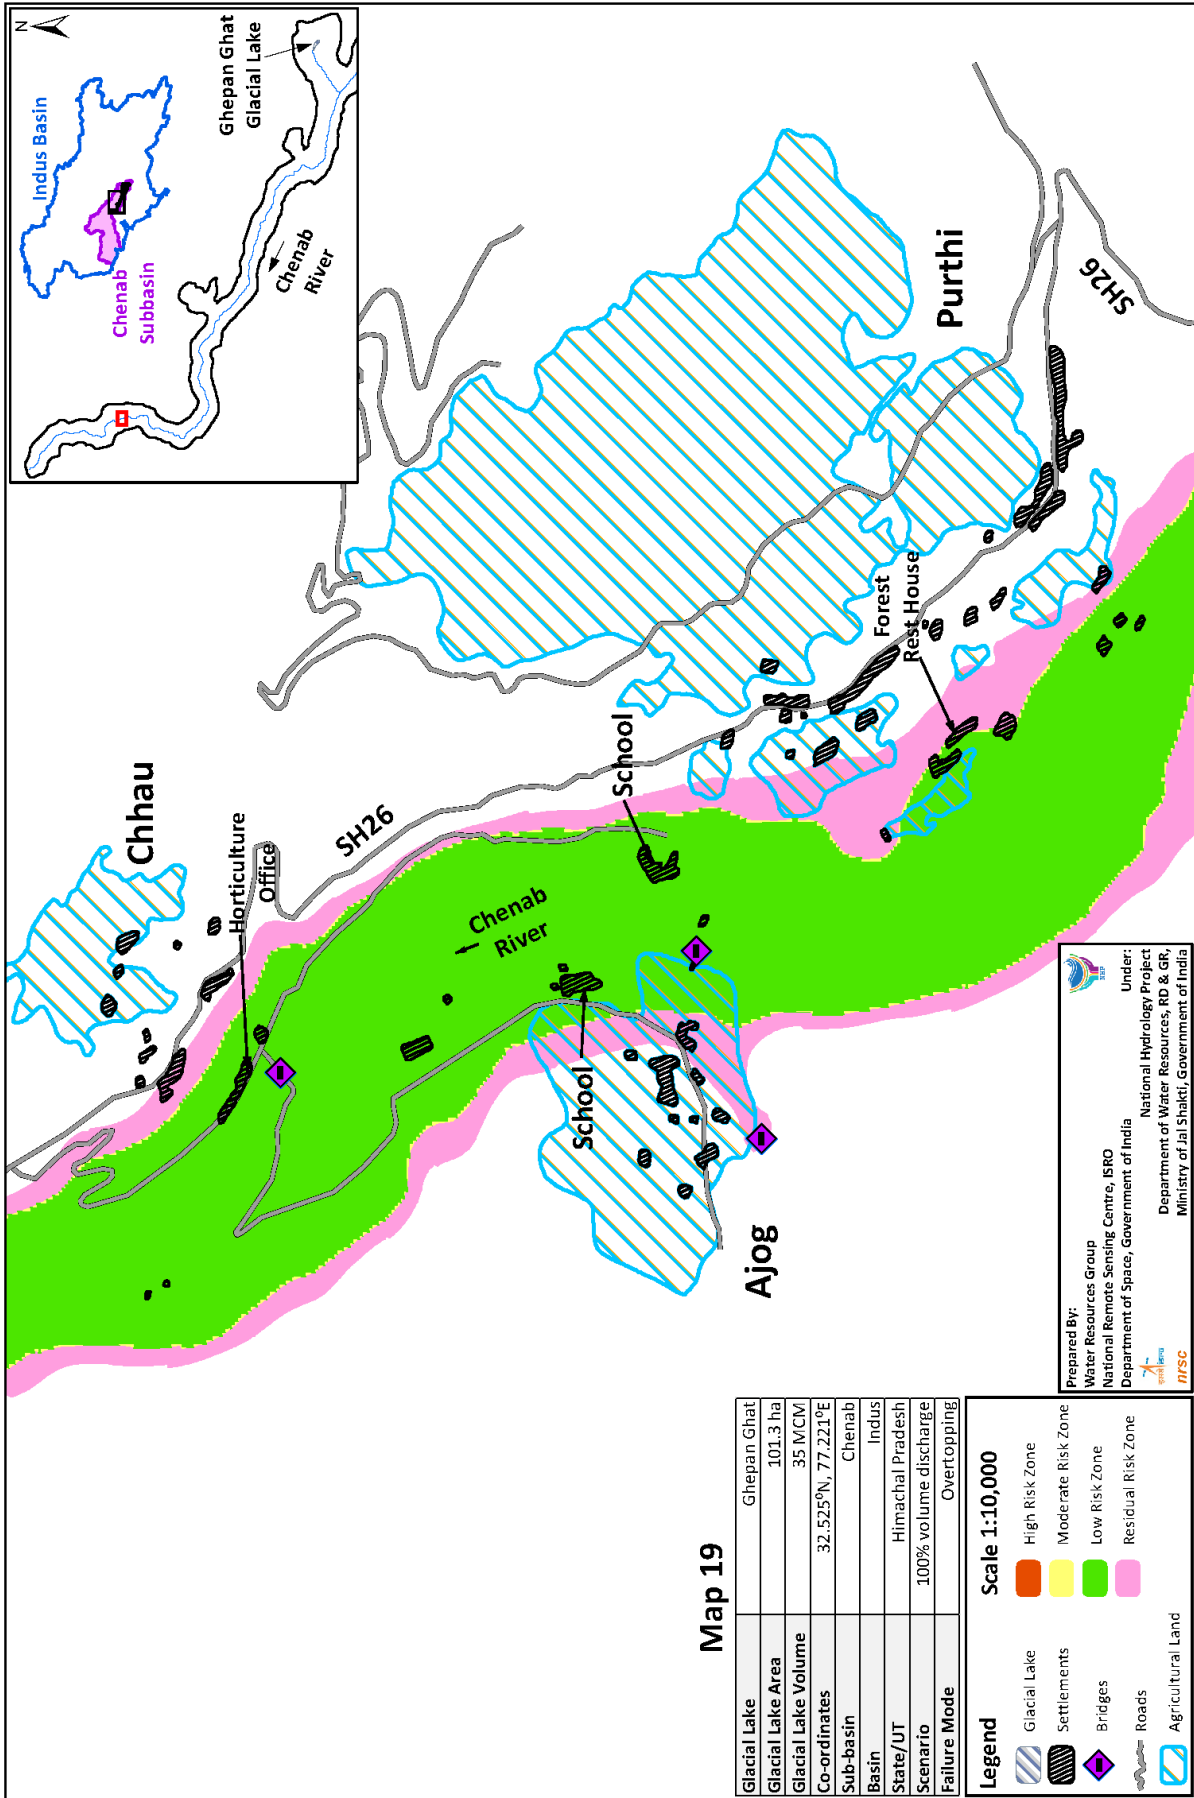 N
Indus Basin
Chenab
Subbasin
Ghepan Ghat
Glacial Lake
Chenab
River
Chhau
Horticulture
Office
SH26
Chenab
River
School
School
Forest
Rest House
Purthi
SH26
Ajog
Map 19
Glacial Lake Ghepan Ghat
Glacial Lake Area 101.3 ha
Glacial Lake Volume 35 MCM
Co-ordinates 32.525⁰N, 77.221⁰E
Sub-basin Chenab
Basin Indus
State/UT Himachal Pradesh
Scenario 100% volume discharge
Failure Mode Overtopping
Legend
Scale 1:10,000
Glacial Lake
Settlements
Bridges
Roads
Agricultural Land
High Risk Zone
Moderate Risk Zone
Low Risk Zone
Residual Risk Zone
Prepared By:
Water Resources Group
National Remote Sensing Centre, ISRO
Department of Space, Government of India
nrsc
Under:
National Hydrology Project
Department of Water Resources, RD & GR,
Ministry of Jal Shakti, Government of India